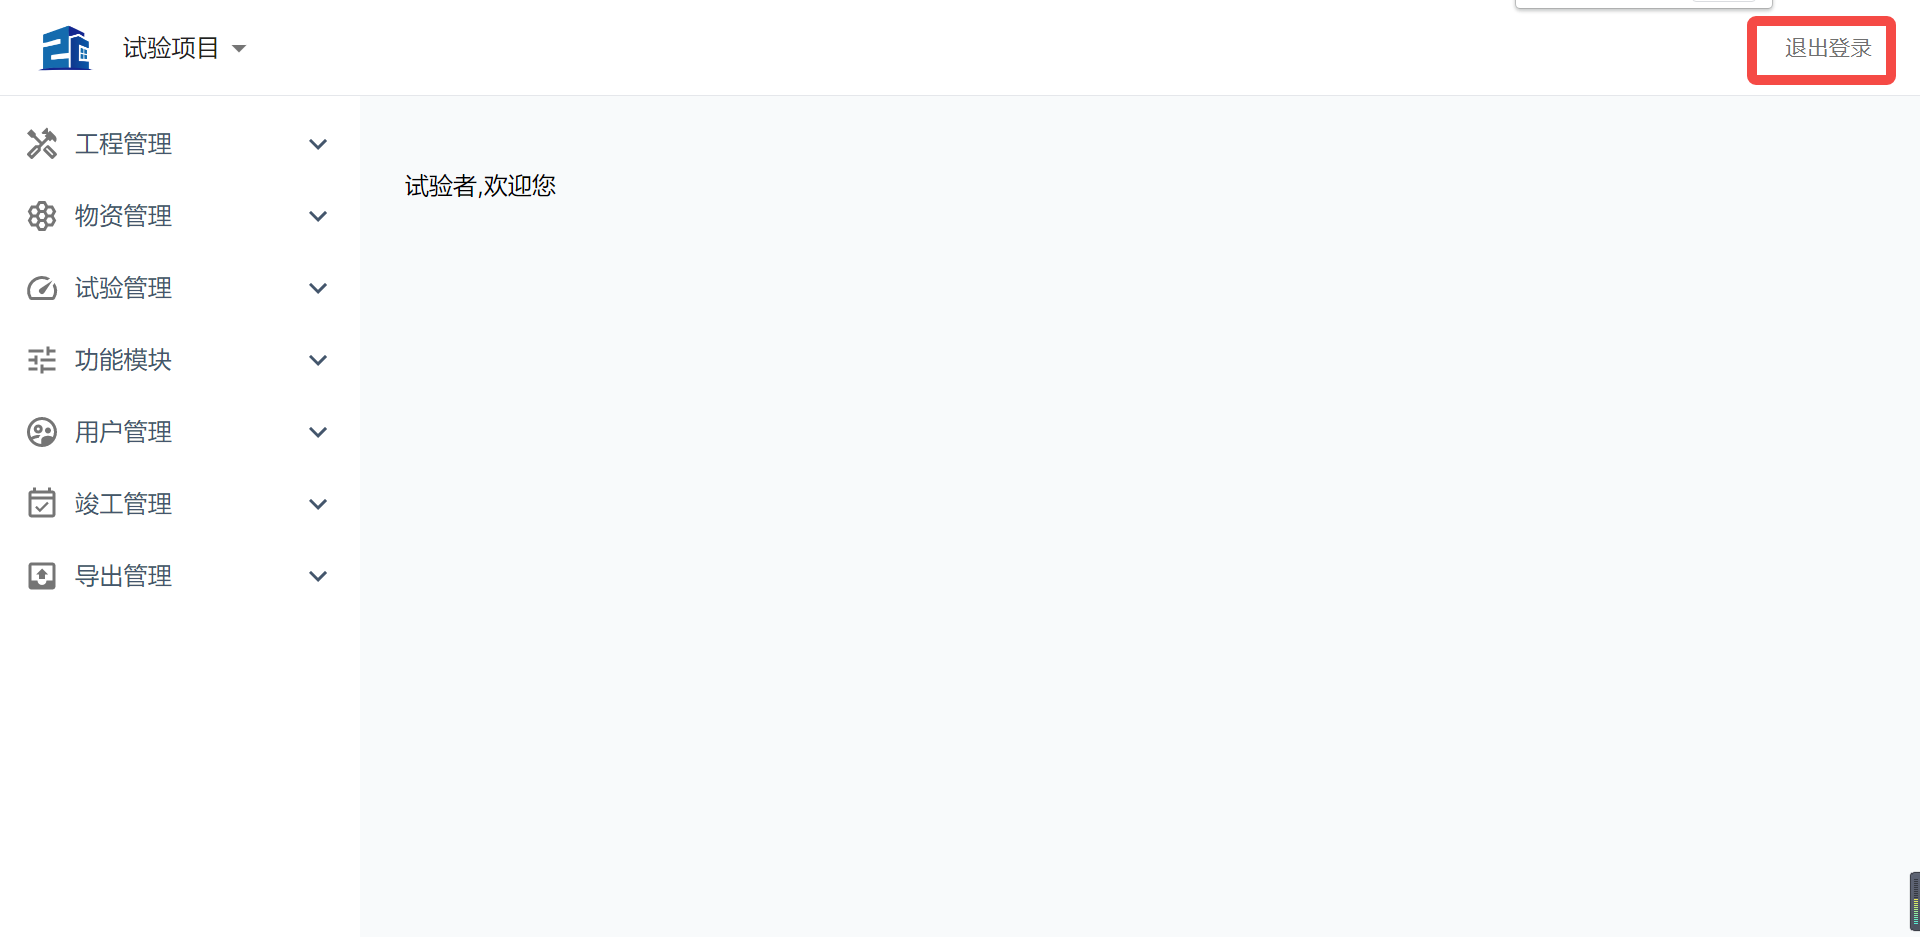 试验项目
退出登录
工程管理
物资管理
试验管理
功能模块
用户管理
竣工管理
导出管理
试验者,欢迎您